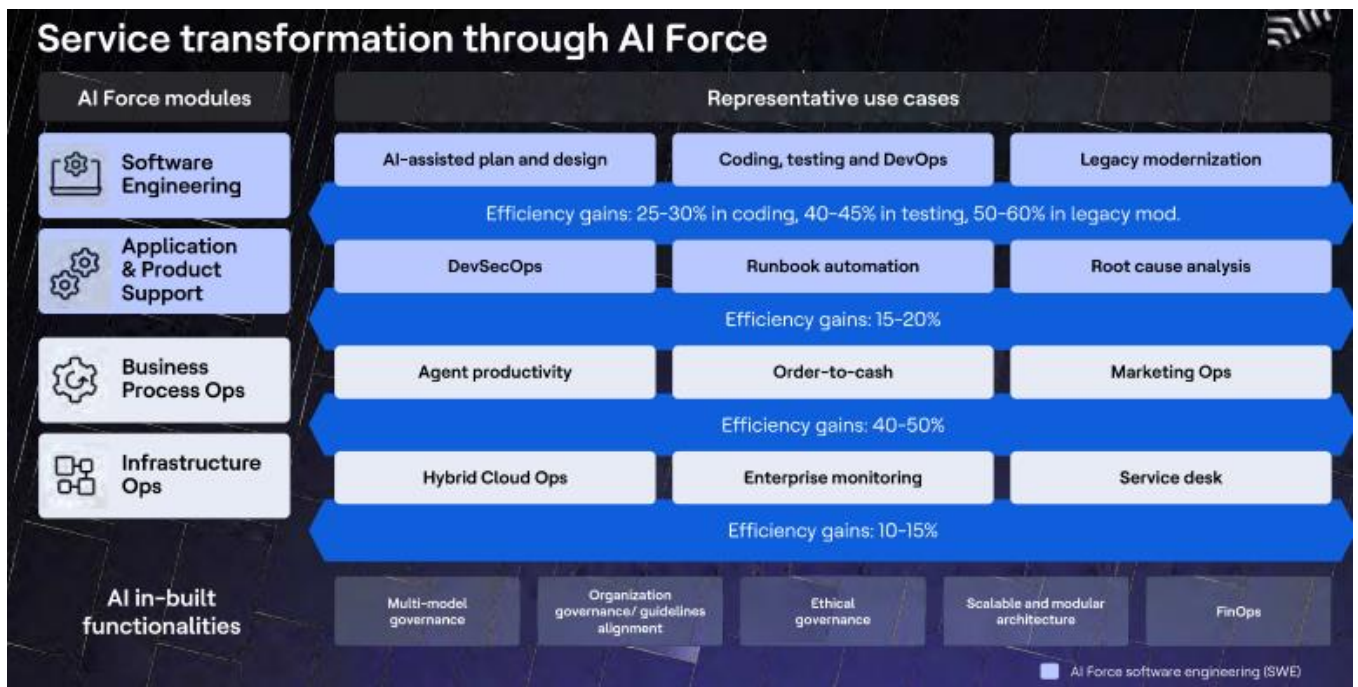 Service transformation through AI Force
AI Force modules
Representative use cases
Software
Engineering
AI-assisted plan and design
Coding, testing and DevOps
Legacy modernization
Efficiency gains: 25-30% in coding, 40-45% in testing, 50-60% in legacy mod.
Application
& Product
Support
DevSecOps
Runbook automation
Root cause analysis
Efficiency gains: 15-20%
Business
Process Ops
Agent productivity
Order-to-cash
Marketing Ops
Efficiency gains: 40-50%
Infrastructure
Ops
Hybrid Cloud Ops
Enterprise monitoring
Service desk
Efficiency gains: 10-15%
AI in-built
functionalities
Multi-model
governance
Organization
governance/ guidelines
alignment
Ethical
governance
Scalable and modular
architecture
FinOps
AI Force software engineering (SWE)